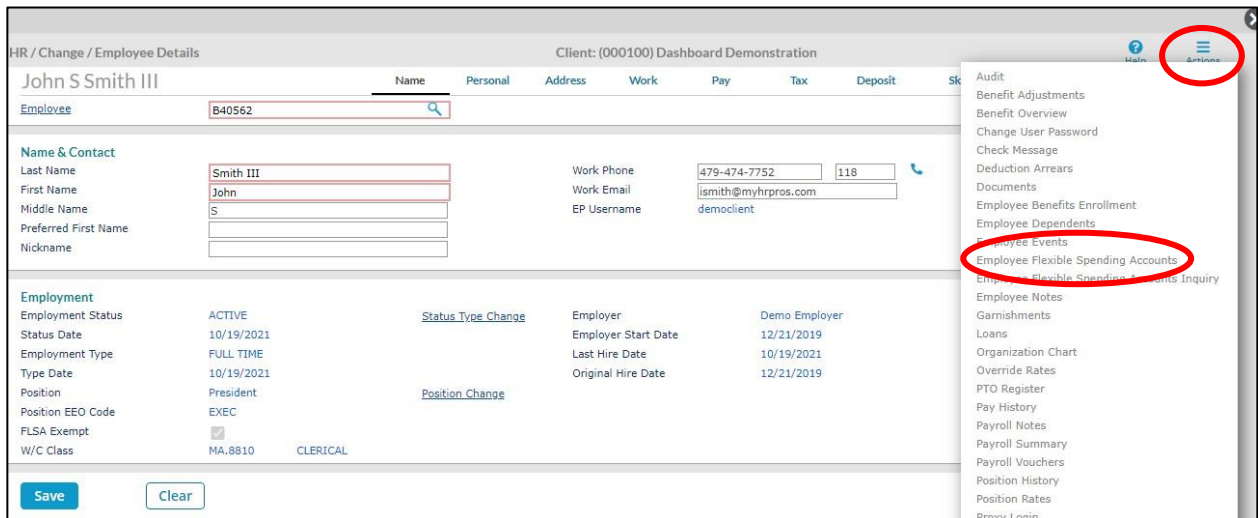 HR / Change / Employee Details Client: (000100) Dashboard Demonstration Help Actions
John S Smith III Name Personal Address Work Pay Tax Deposit Sk
Employee B40562
Name & Contact
Last Name Smith III Work Phone 479-474-7752 118
First Name John Work Email ismith@myhrpros.com
Middle Name S EP Username democlient
Preferred First Name
Nickname
Employment
Employment Status ACTIVE Status Type Change Employer Demo Employer
Status Date 10/19/2021 Employer Start Date 12/21/2019
Employment Type FULL TIME Last Hire Date 10/19/2021
Type Date 10/19/2021 Original Hire Date 12/21/2019
Position President Position Change
Position EEO Code EXEC
FLSA Exempt
W/C Class MA.8810 CLERICAL
Save Clear
Audit
Benefit Adjustments
Benefit Overview
Change User Password
Check Message
Deduction Arrears
Documents
Employee Benefits Enrollment
Employee Dependents
Employee Events
Employee Flexible Spending Accounts
Employee Flexible Spending Accounts Inquiry
Employee Notes
Garnishments
Loans
Organization Chart
Override Rates
PTO Register
Pay History
Payroll Notes
Payroll Summary
Payroll Vouchers
Position History
Position Rates
Proxy Login